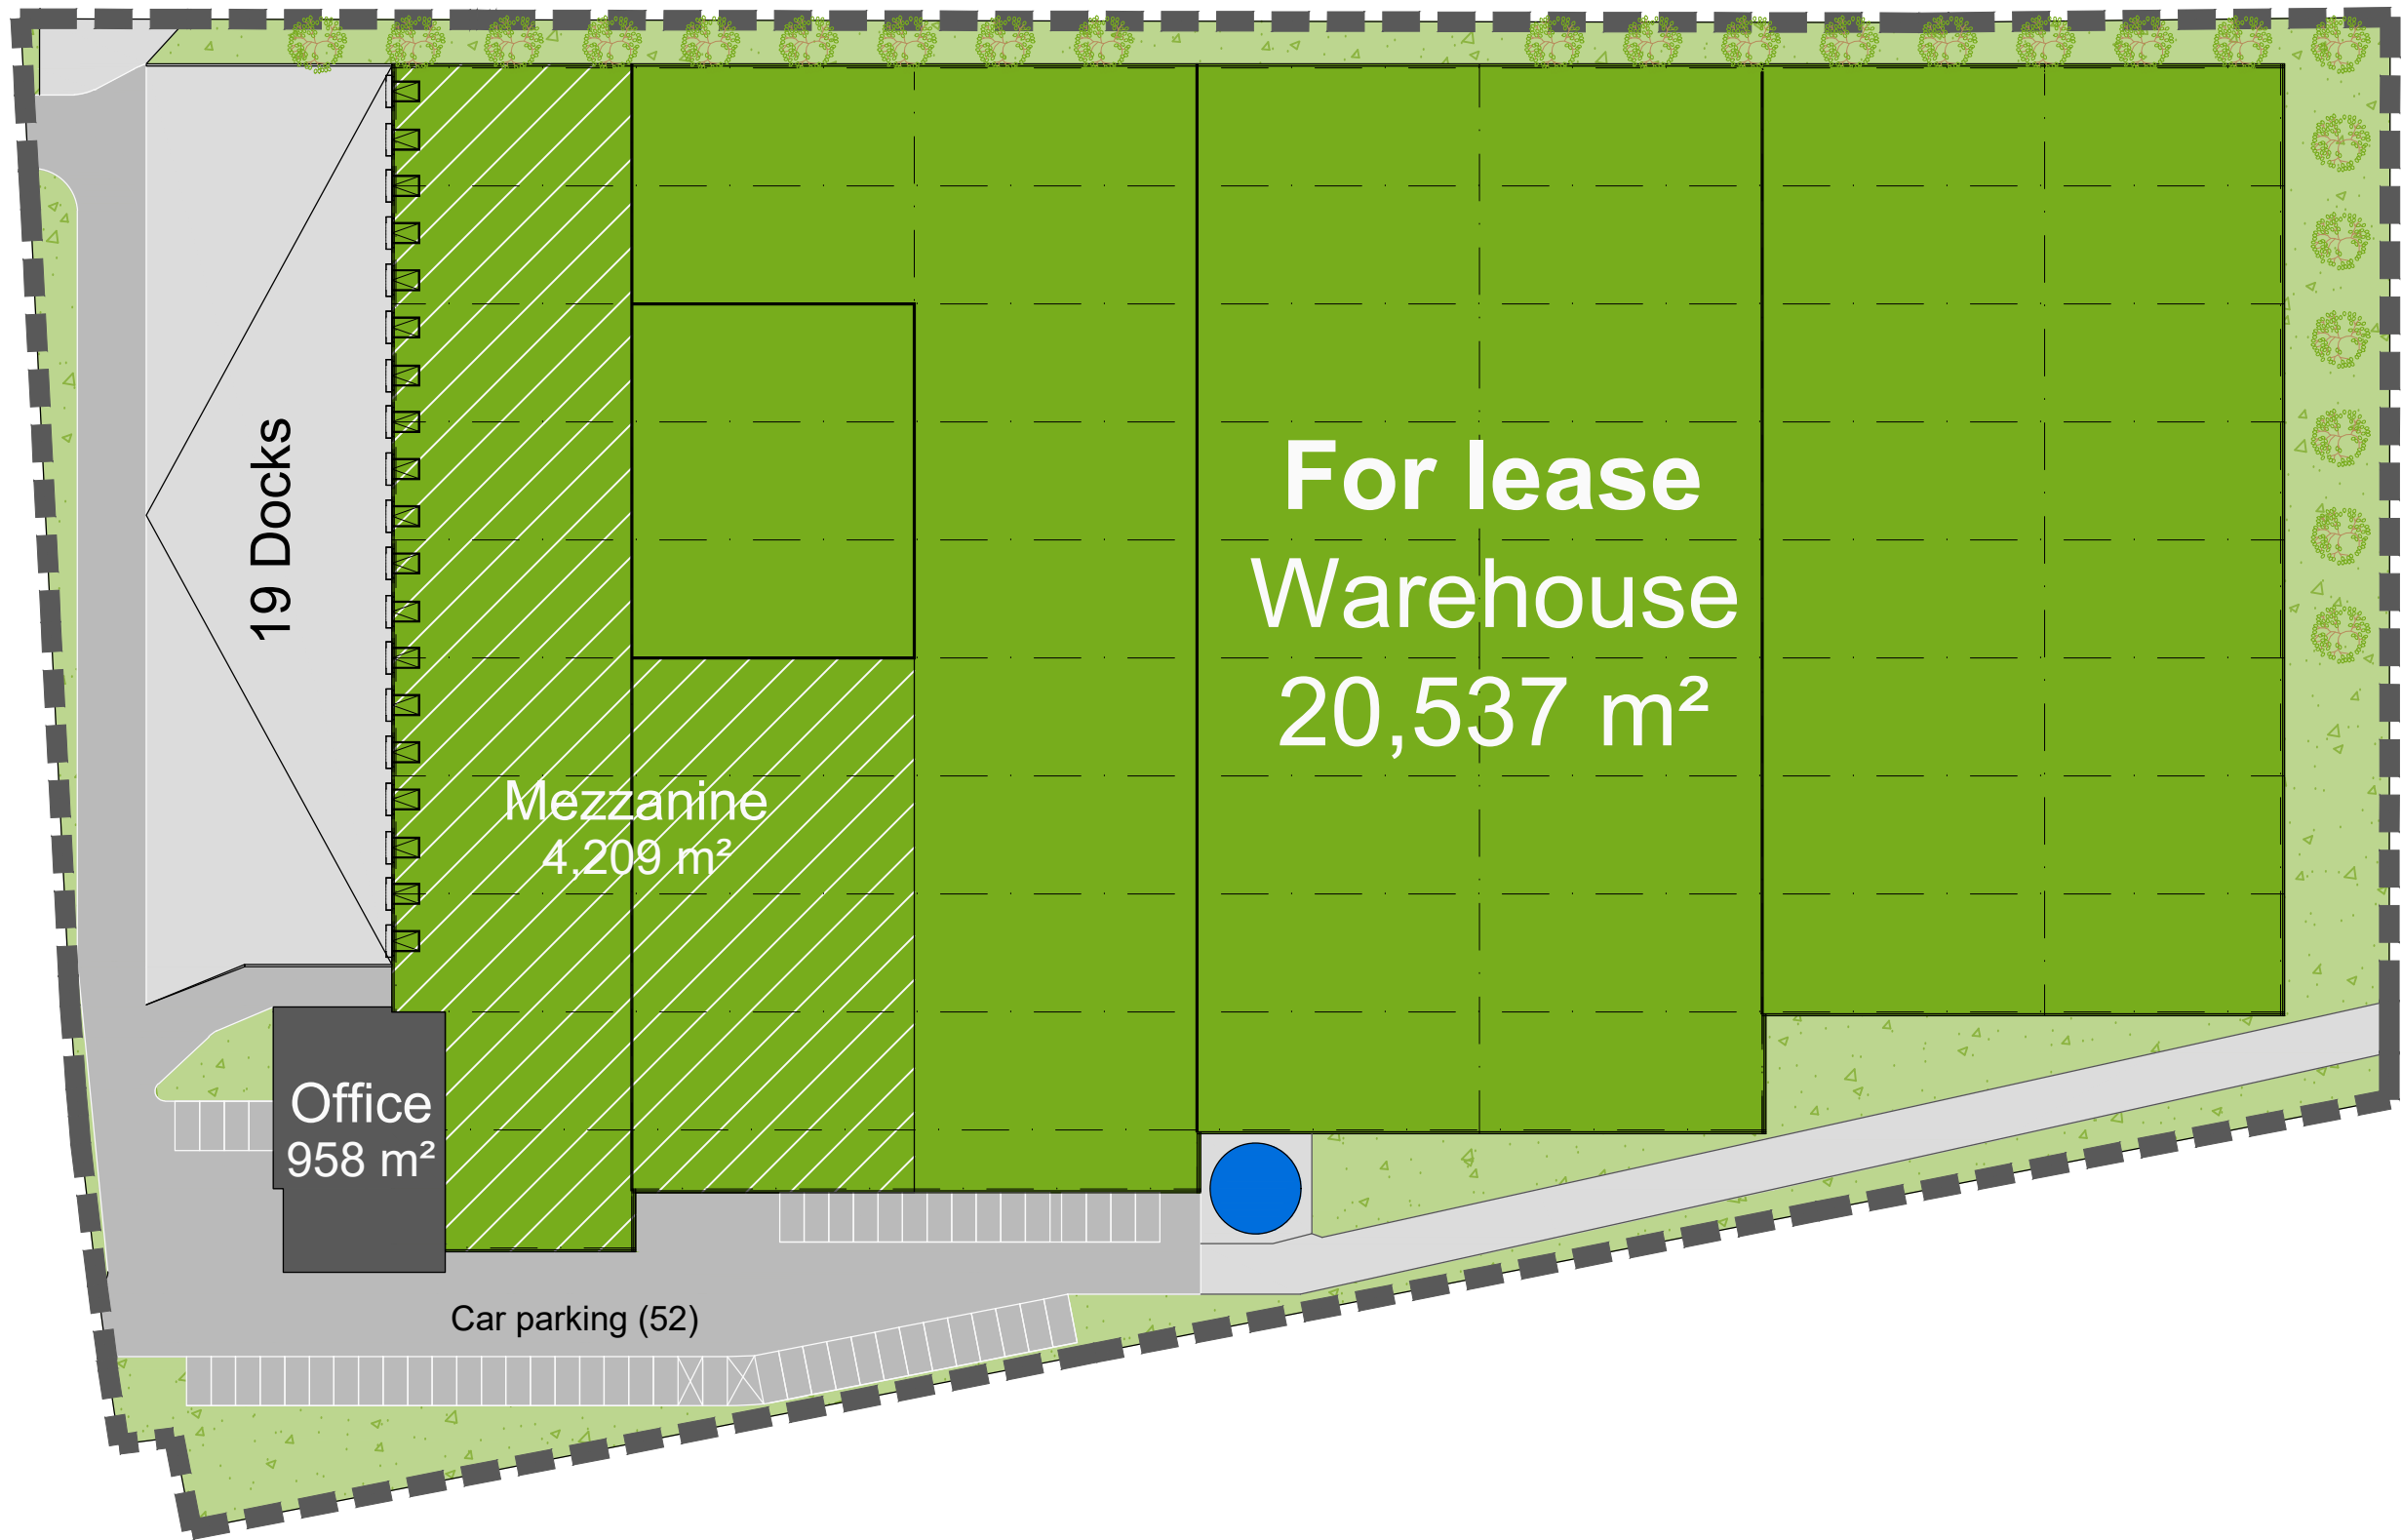 19 Docks
For lease
Warehouse
20,537 m²
Mezzanine
4,209 m²
Office
958 m²
Car parking (52)